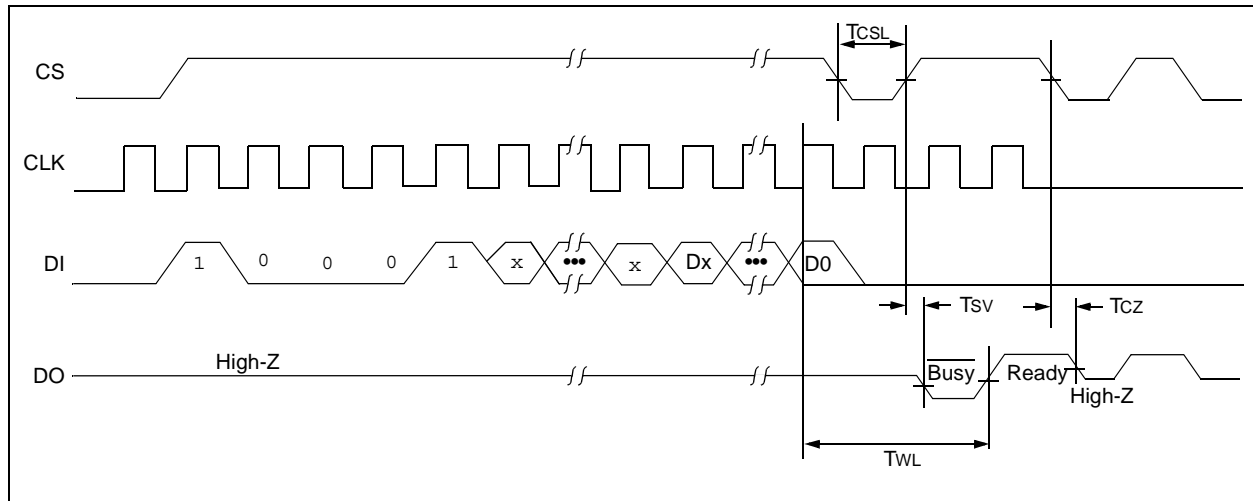 TCSL
CS
CLK
DI 1 0 0 0 1 x ••• x Dx ••• D0
TSV TCZ
High-Z
DO Busy Ready
High-Z
TWL